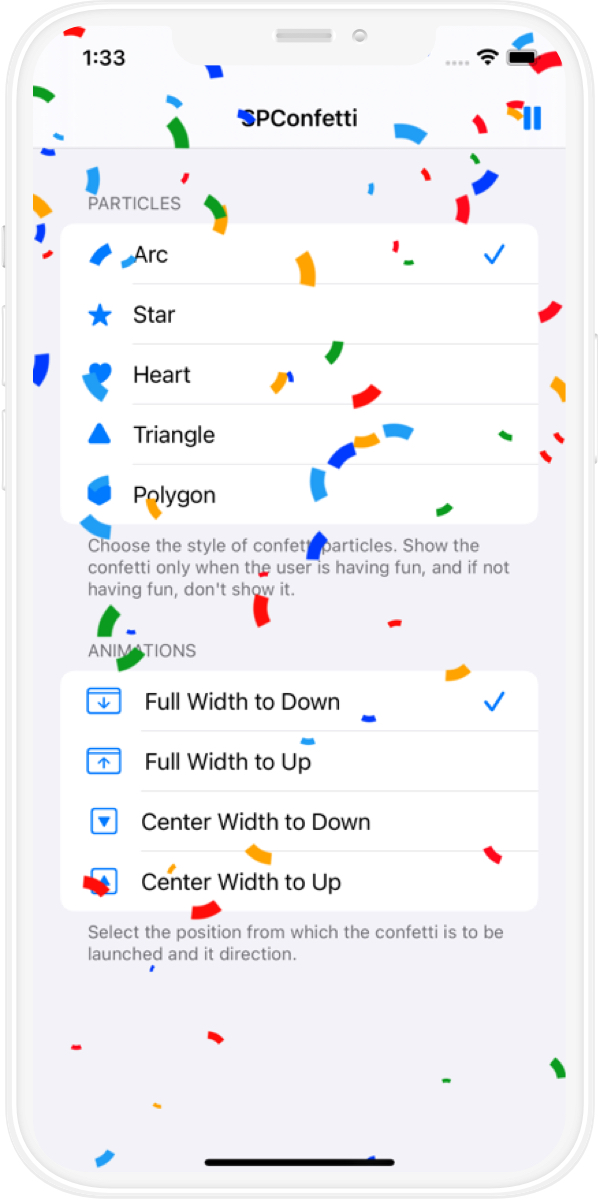 1:33
SPConfetti
PARTICLES
Arc
Star
Heart
Triangle
Polygon
Choose the style of confetti particles. Show the
confetti only when the user is having fun, and if not
having fun, don't show it.
ANIMATIONS
Full Width to Down
Full Width to Up
Center Width to Down
Center Width to Up
Select the position from which the confetti is to be
launched and it direction.